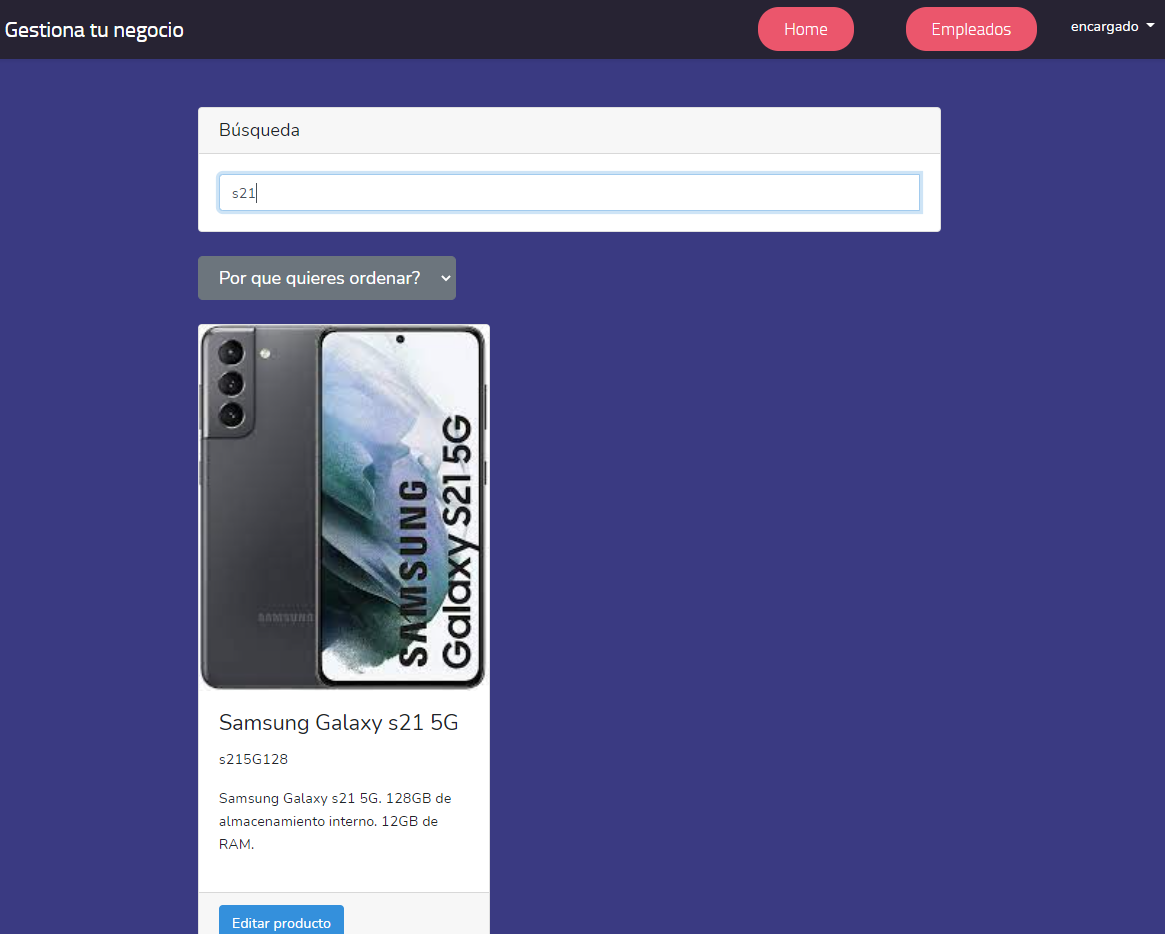 Gestiona tu negocio
Home
Empleados
encargado
Búsqueda
s21
Por que quieres ordenar?
SAMSUNG
SAMSUNG
Galaxy S21 5G
Samsung Galaxy s21 5G
s215G128
Samsung Galaxy s21 5G. 128GB de
almacenamiento interno. 12GB de
RAM.
Editar producto